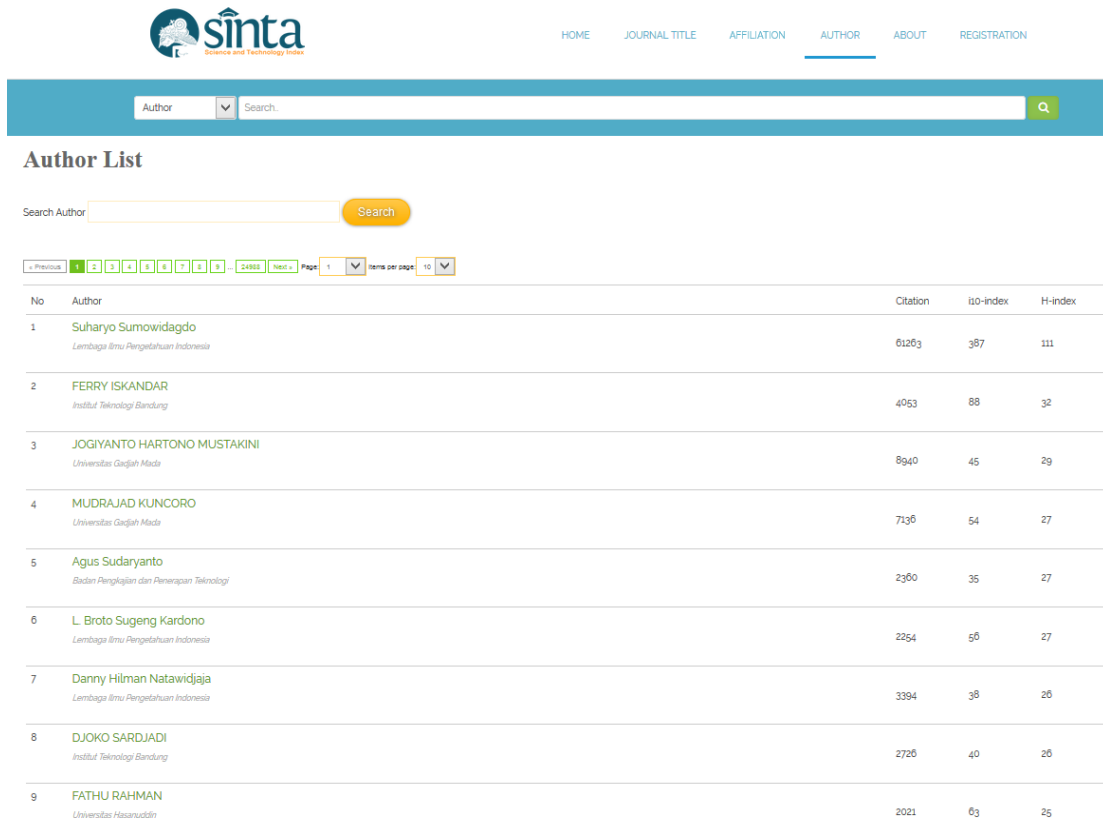 sinta
Science and Technology Index
HOME JOURNAL TITLE AFFILIATION AUTHOR ABOUT REGISTRATION
Author Search..
Author List
Search Author Search
« Previous 1 2 3 4 5 6 7 8 9 ... 24988 Next » Page: 1 Items per page: 10
No Author Citation i10-index H-index
1 Suharyo Sumowidagdo
Lembaga Ilmu Pengetahuan Indonesia
61263 387 111
2 FERRY ISKANDAR
Institut Teknologi Bandung
4053 88 32
3 JOGIYANTO HARTONO MUSTAKINI
Universitas Gadjah Mada
8940 45 29
4 MUDRAJAD KUNCORO
Universitas Gadjah Mada
7136 54 27
5 Agus Sudaryanto
Badan Pengkajian dan Penerapan Teknologi
2360 35 27
6 L. Broto Sugeng Kardono
Lembaga Ilmu Pengetahuan Indonesia
2254 56 27
7 Danny Hilman Natawidjaja
Lembaga Ilmu Pengetahuan Indonesia
3394 38 26
8 DJOKO SARDJADI
Institut Teknologi Bandung
2726 40 26
9 FATHU RAHMAN
Universitas Hasanuddin
2021 63 25